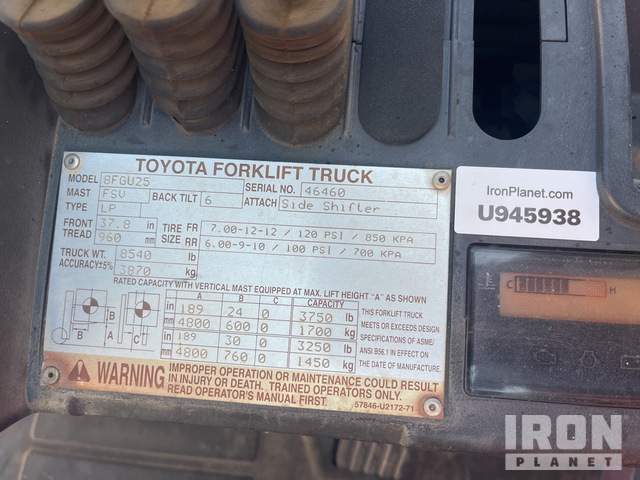 TOYOTA FORKLIFT TRUCK
MODEL 8FGU25 SERIAL NO. 46460
MAST FSV BACK TILT 6 ATTACH Side Shifter
TYPE LP
FRONT TREAD 37.8 in TIRE SIZE FR 7.00-12-12 / 120 PSI / 850 KPA
960 mm RR 6.00-9-10 / 100 PSI / 700 KPA
TRUCK WT. 8540 lb
ACCURACY±5% 3870 kg
RATED CAPACITY WITH VERTICAL MAST EQUIPPED AT MAX. LIFT HEIGHT "A" AS SHOWN
A B C CAPACITY
in 189 24 0 3750 lb
mm 4800 600 0 1700 kg
in 189 30 0 3250 lb
mm 4800 760 0 1450 kg
THIS FORKLIFT TRUCK
MEETS OR EXCEEDS DESIGN
SPECIFICATIONS OF ASME/
ANSI B56.1 IN EFFECT ON
THE DATE OF MANUFACTURE.
A
B
B
C
WARNING
IMPROPER OPERATION OR MAINTENANCE COULD RESULT
IN INJURY OR DEATH. TRAINED OPERATORS ONLY.
READ OPERATOR'S MANUAL FIRST.
57846-U2172-71
IronPlanet.com
U945938
C H
IRON
PLANET